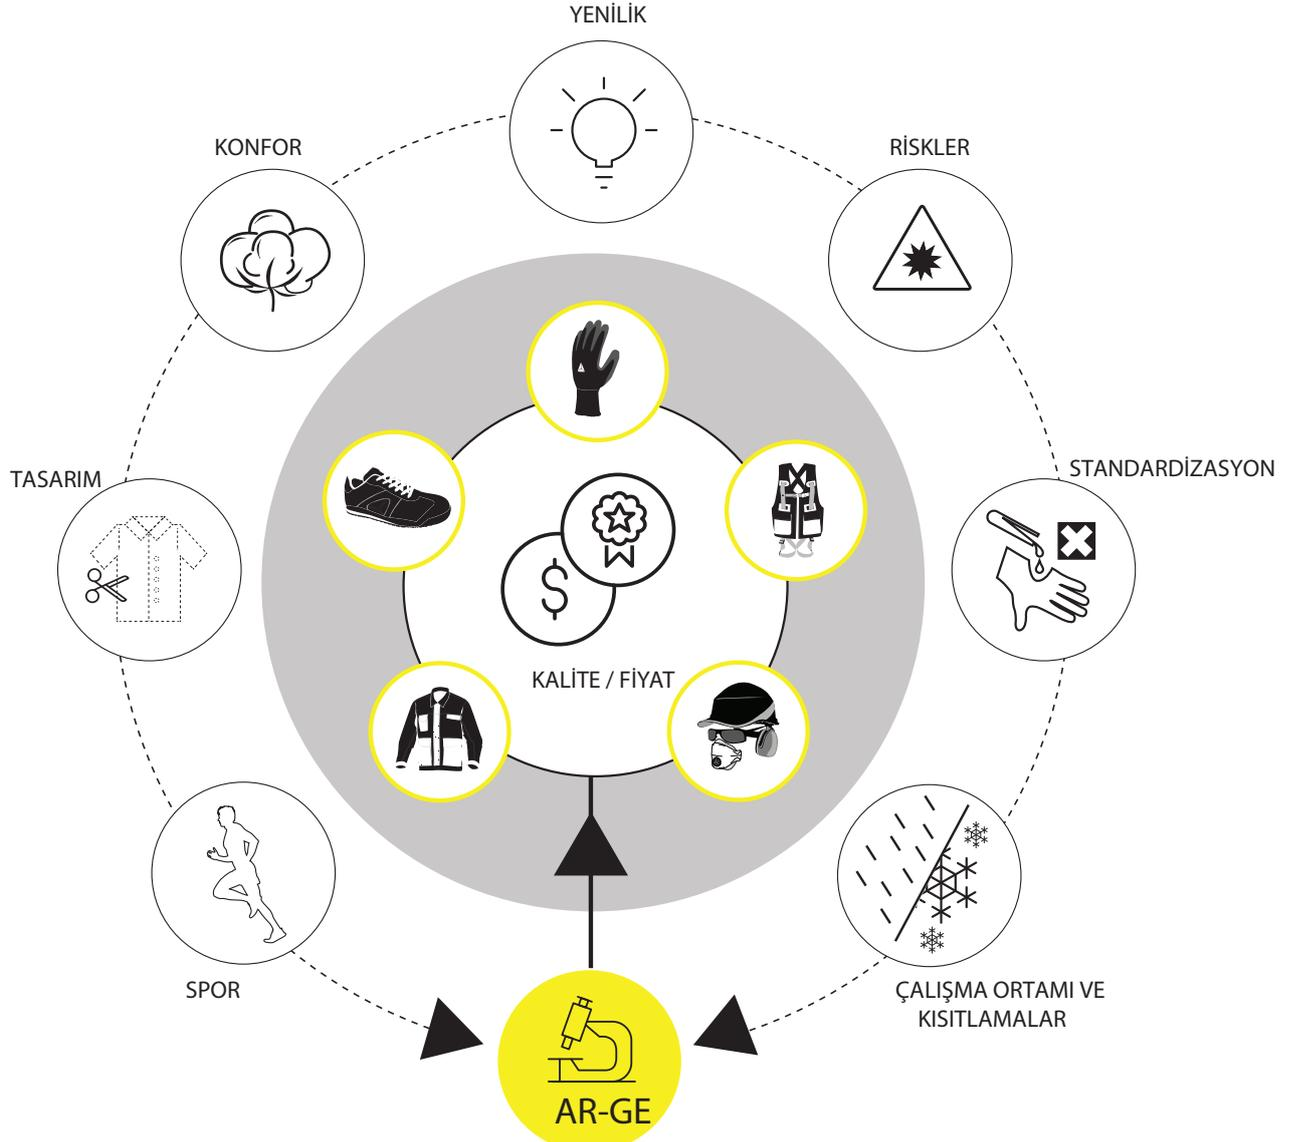 YENİLİK
KONFOR
RİSKLER
TASARIM
STANDARDİZASYON
$
KALİTE / FİYAT
SPOR
ÇALIŞMA ORTAMI VE
KISITLAMALAR
AR-GE